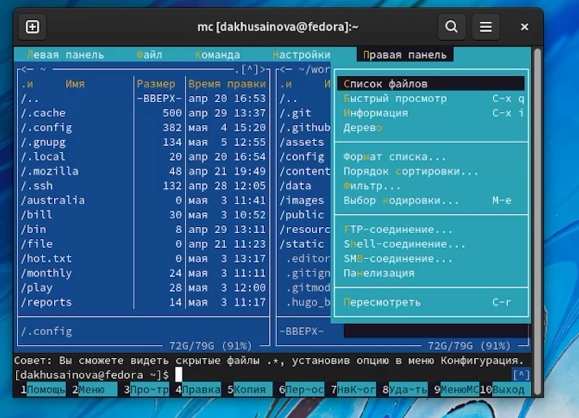 mc [dakhusainova@fedora]:~
Левая панель Файл Команда Настройки Правая панель
<— ~ .[^]>
.и Имя Размер Время правки
/.. -ВВЕРХ- апр 20 16:53
/.cache 500 апр 29 13:37
/.config 382 мая 4 15:20
/.gnupg 134 мая 5 12:55
/.local 20 апр 20 16:54
/.mozilla 48 апр 21 19:49
/.ssh 132 апр 28 12:05
/australia 0 мая 3 11:41
/bill 30 мая 3 10:52
/bin 8 апр 29 13:11
/file 0 апр 21 11:23
/hot.txt 0 мая 3 13:17
/monthly 24 мая 3 11:11
/play 28 мая 3 12:00
/reports 14 мая 3 11:17
/.config
72G/79G (91%)
<— ~/wor
.и И
/..
/.git
/.github
/assets
/config
/content
/data
/images
/public
/resourc
/static
.editor
.gitign
.gitmod
.hugo_b
-ВВЕРХ-
72G/79G (91%)
Список файлов
Быстрый просмотр C-x q
Информация C-x i
Дерево
Формат списка...
Порядок сортировки...
Фильтр...
Выбор кодировки... M-e
FTP-соединение...
Shell-соединение...
SMB-соединение...
Панелизация
Пересмотреть C-r
Совет: Вы сможете видеть скрытые файлы .*, установив опцию в меню Конфигурация.
[dakhusainova@fedora ~]$ [^]
1Помощь 2Меню 3Про~тр 4Правка 5Копия 6Пер~ос 7НвК~ог 8Уда~ть 9МенюMC 10Выход